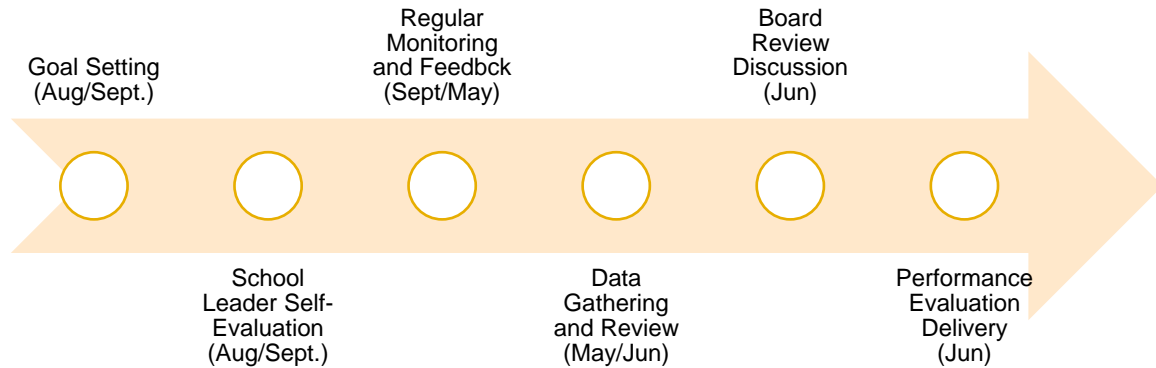 Goal Setting
(Aug/Sept.)
School
Leader Self-
Evaluation
(Aug/Sept.)
Regular
Monitoring
and Feedbck
(Sept/May)
Data
Gathering
and Review
(May/Jun)
Board
Review
Discussion
(Jun)
Performance
Evaluation
Delivery
(Jun)